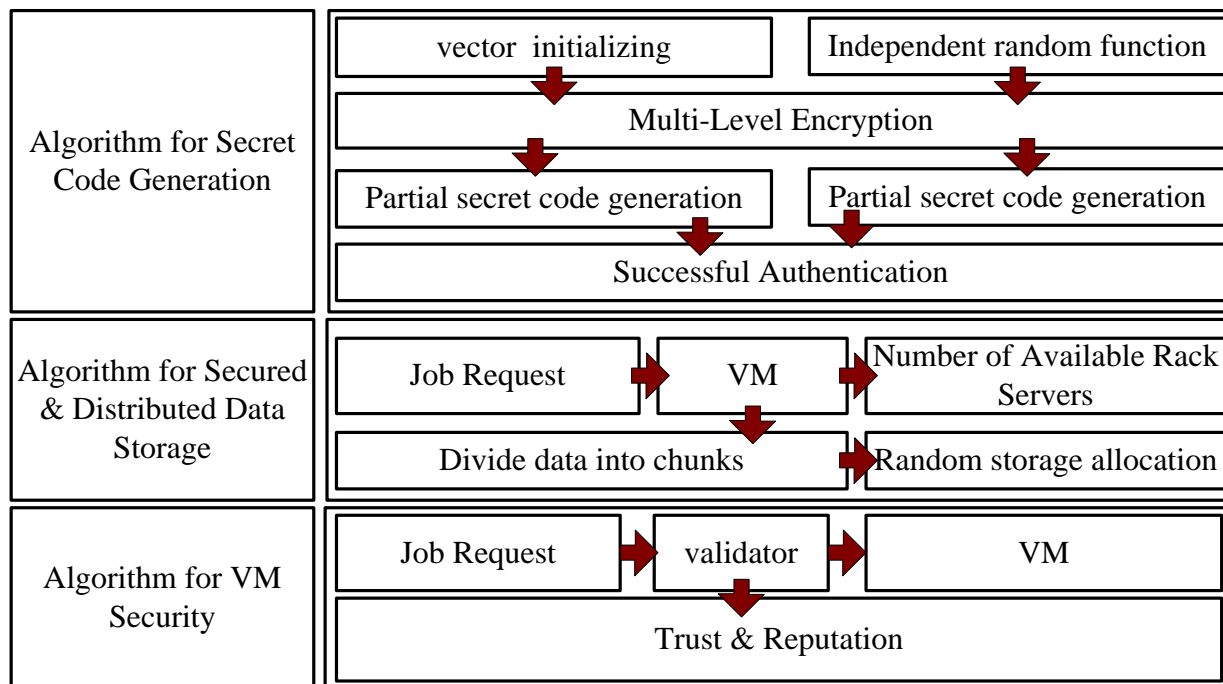 Algorithm for Secret
Code Generation
vector initializing
Independent random function
Multi-Level Encryption
Partial secret code generation
Partial secret code generation
Successful Authentication
Algorithm for Secured
& Distributed Data
Storage
Job Request
VM
Number of Available Rack
Servers
Divide data into chunks
Random storage allocation
Algorithm for VM
Security
Job Request
validator
VM
Trust & Reputation